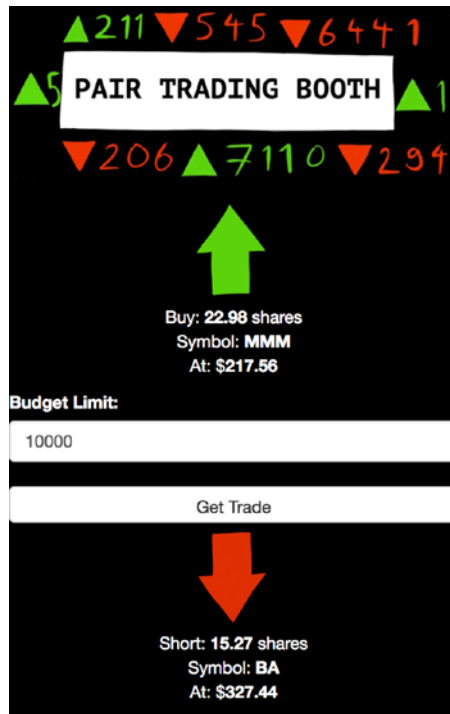 ▲211 ▼545 ▼6441
▲5 PAIR TRADING BOOTH ▲1
▼206 ▲7110 ▼294
Buy: 22.98 shares
Symbol: MMM
At: $217.56
Budget Limit:
10000
Get Trade
Short: 15.27 shares
Symbol: BA
At: $327.44